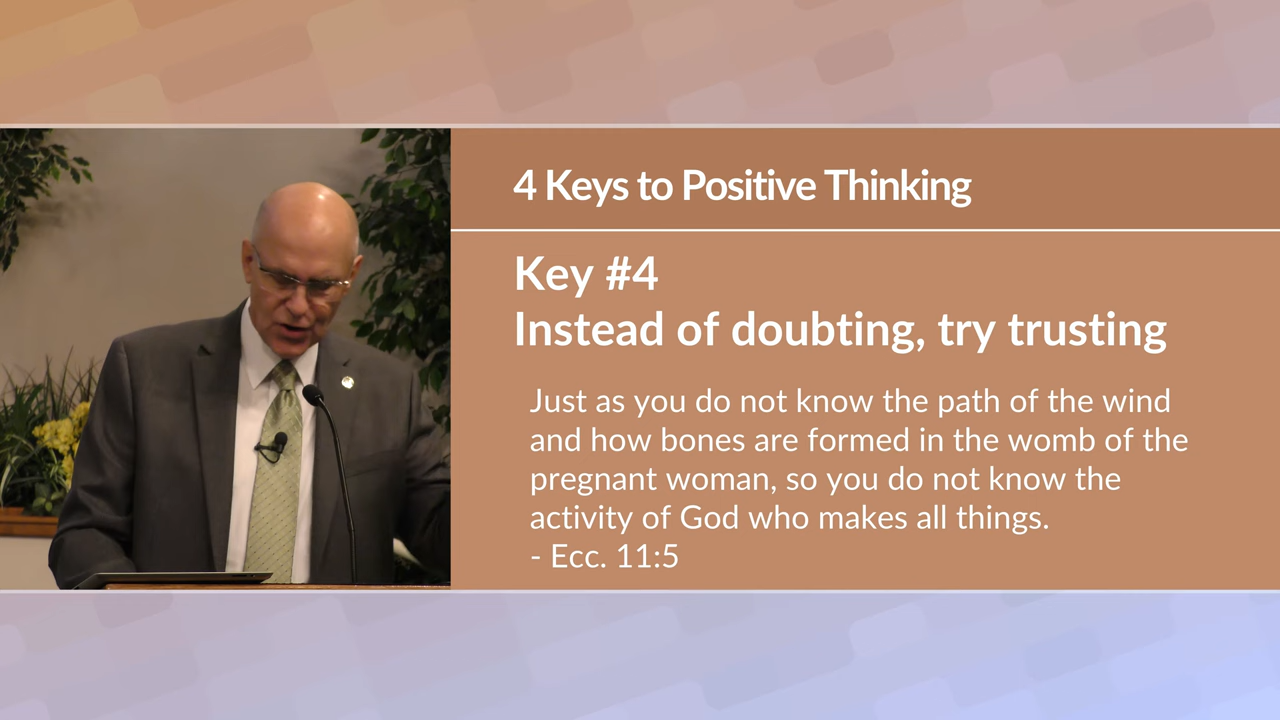 4 Keys to Positive Thinking
Key #4
Instead of doubting, try trusting
Just as you do not know the path of the wind
and how bones are formed in the womb of the
pregnant woman, so you do not know the
activity of God who makes all things.
- Ecc. 11:5